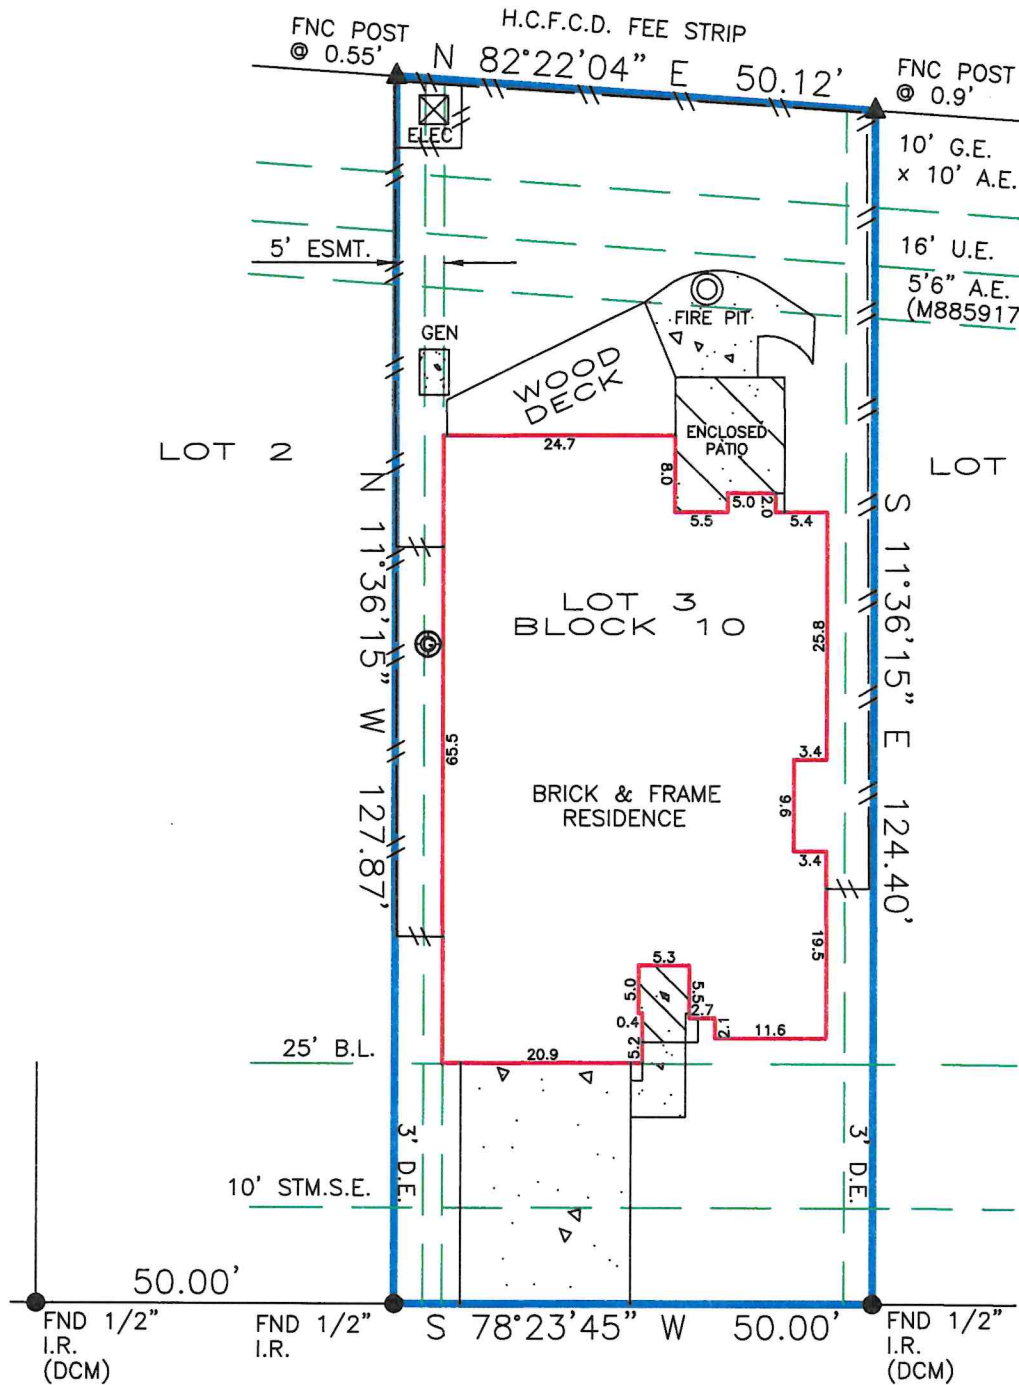 H.C.F.C.D. FEE STRIP
FNC POST
@ 0.55'
N 82°22'04" E 50.12'
FNC POST
@ 0.9'
ELEC
10' G.E.
x 10' A.E.
5' ESMT.
16' U.E.
5'6" A.E.
(M885917
GEN
FIRE PIT
WOOD
DECK
ENCLOSED
PATIO
24.7
8.0
5.5
5.0
2.0
5.4
LOT 2
LOT
N 11°36'15" W 127.87'
S 11°36'15" E 124.40'
LOT 3
BLOCK 10
G
25.8
65.5
3.4
9.6
3.4
BRICK & FRAME
RESIDENCE
19.5
5.3
5.0
5.5
0.4
2.7
5.2
2.1
11.6
20.9
25' B.L.
3' D.E.
3' D.E.
10' STM.S.E.
50.00'
S 78°23'45" W 50.00'
FND 1/2"
I.R.
(DCM)
FND 1/2"
I.R.
FND 1/2"
I.R.
(DCM)